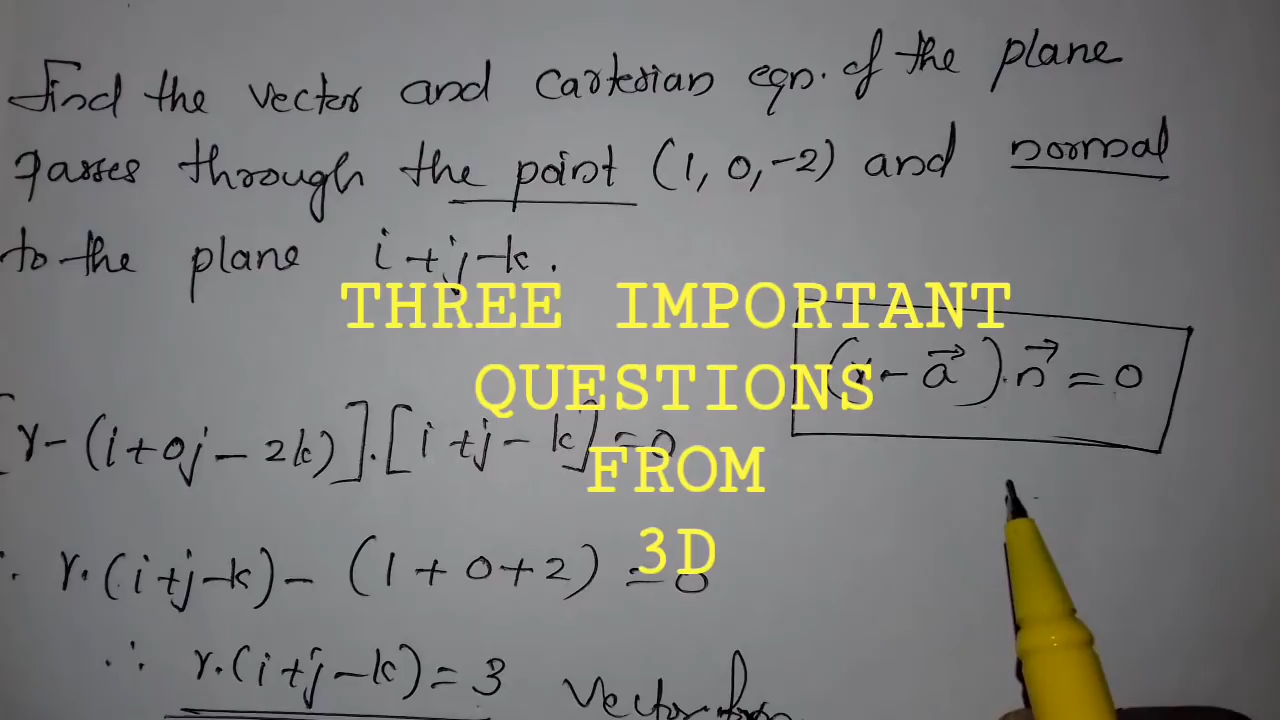 Find the vector and cartesian eqn. of the plane
passes through the point (1, 0, -2) and normal
to the plane i+j-k.
THREE IMPORTANT
QUESTIONS
FROM
3D
(r-a⃗).n⃗=0
[r-(i+0j-2k)].[i+j-k]=0
∴ r.(i+j-k)-(1+0+2)=0
∴ r.(i+j-k)=3 Vector